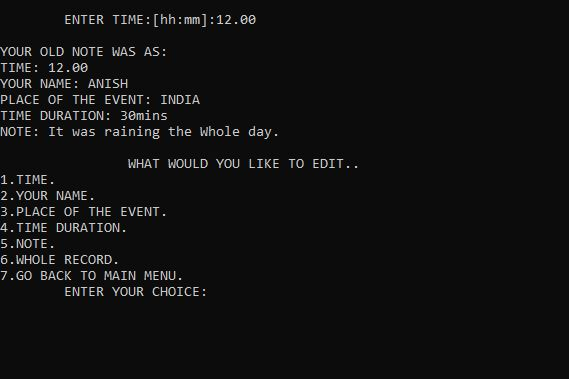 ENTER TIME:[hh:mm]:12.00
YOUR OLD NOTE WAS AS:
TIME: 12.00
YOUR NAME: ANISH
PLACE OF THE EVENT: INDIA
TIME DURATION: 30mins
NOTE: It was raining the Whole day.
WHAT WOULD YOU LIKE TO EDIT..
1.TIME.
2.YOUR NAME.
3.PLACE OF THE EVENT.
4.TIME DURATION.
5.NOTE.
6.WHOLE RECORD.
7.GO BACK TO MAIN MENU.
ENTER YOUR CHOICE: